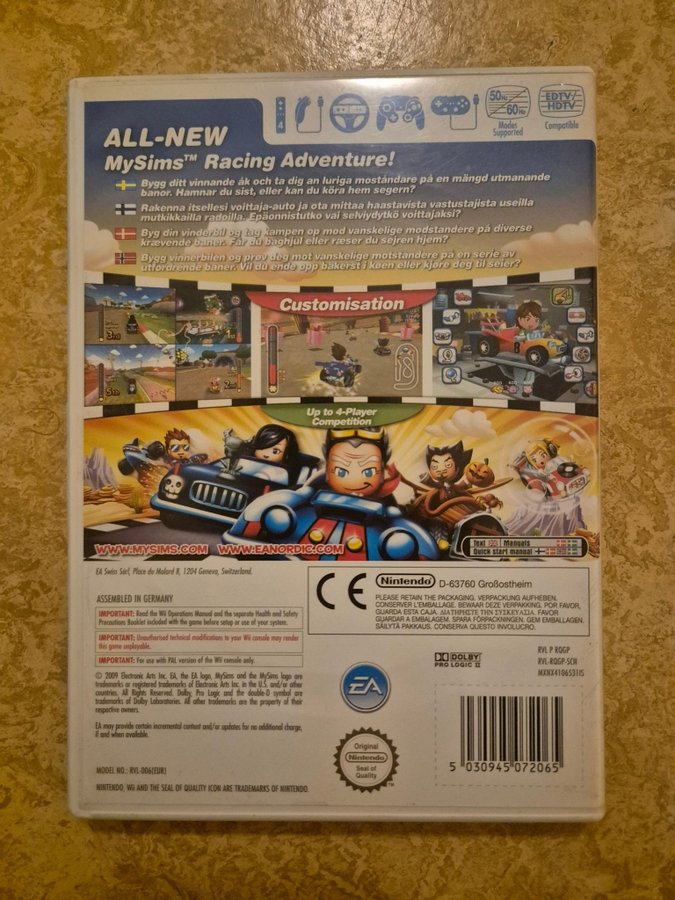 4
50Hz
60Hz
Modes
Supported
EDTV/
HDTV
Compatible
ALL-NEW
MySims™ Racing Adventure!
Bygg ditt vinnande åk och ta dig an luriga moståndare på en mängd utmanande
banor. Hamnar du sist, eller kan du köra hem segern?
Rakenna itsellesi voittaja-auto ja ota mittaa haastavista vastustajista useilla
mutkikkailla radoilla. Epäonnistutko vai selviydytkö voittajaksi?
Byg din vinderbil og tag kampen op mod vanskelige modstandere på diverse
krævende baner. Får du baghjul eller ræser du sejren hjem?
Bygg vinnerbilen og prøv deg mot vanskelige motstandere på en serie av
utfordrende baner. Vil du ende opp bakerst i køen eller kjøre deg til seier?
Customisation
3rd
1st
5th
2nd
Up to 4-Player
Competition
WWW.MYSIMS.COM WWW.EANORDIC.COM
Text Manuals
Quick start manual
EA Swiss Sàrl, Place du Molard 8, 1204 Geneva, Switzerland.
ASSEMBLED IN GERMANY
IMPORTANT: Read the Wii Operations Manual and the separate Health and Safety
Precautions Booklet included with the game before setup or use of your system.
IMPORTANT: Unauthorised technical modifications to your Wii console may render
this game unplayable.
IMPORTANT: For use with PAL version of the Wii console only.
© 2009 Electronic Arts Inc. EA, the EA logo, MySims and the MySims logo are
trademarks or registered trademarks of Electronic Arts Inc. in the U.S. and/or other
countries. All Rights Reserved. Dolby, Pro Logic and the double-D symbol are
trademarks of Dolby Laboratories. All other trademarks are the property of their
respective owners.
EA may provide certain incremental content and/or updates for no additional charge,
if and when available.
MODEL NO.: RVL-006(EUR)
NINTENDO, Wii AND THE SEAL OF QUALITY ICON ARE TRADEMARKS OF NINTENDO.
CE
Nintendo D-63760 Großostheim
PLEASE RETAIN THE PACKAGING. VERPACKUNG AUFHEBEN.
CONSERVER L'EMBALLAGE. BEWAAR DEZE VERPAKKING. POR FAVOR,
GUARDA ESTA CAJA. ΔΙΑΤΗΡΗΣΤΕ ΤΗ ΣΥΣΚΕΥΑΣΙΑ. FAVOR
GUARDAR A EMBALAGEM. SPARA FÖRPACKNINGEN. GEM EMBALLAGEN.
SÄILYTÄ PAKKAUS. CONSERVA QUESTO INVOLUCRO.
DOLBY
PRO LOGIC II
RVL P RQGP
RVL-RQGP-SCN
MXNX4106531IS
EA
Original
Nintendo
Seal of
Quality
5 030945 072065